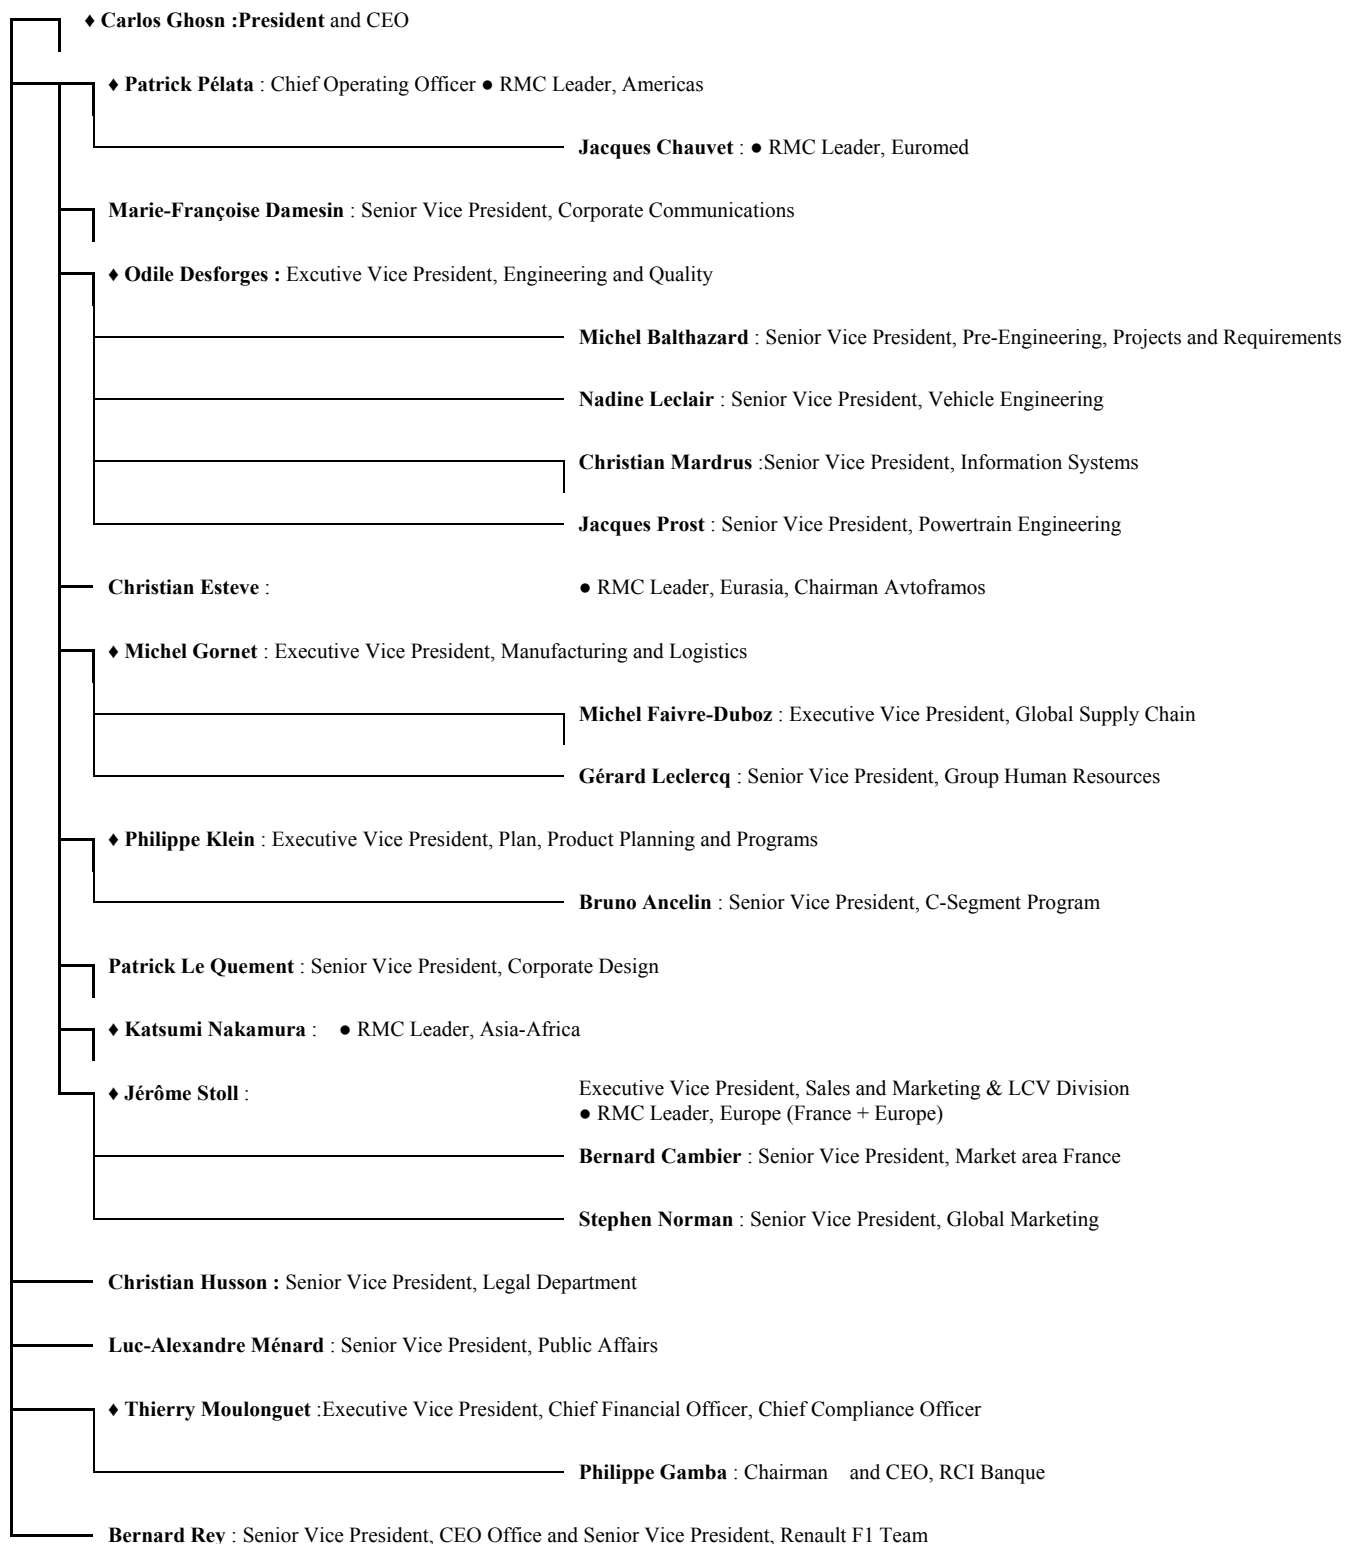 ♦ Carlos Ghosn :President and CEO
♦ Patrick Pélata : Chief Operating Officer ● RMC Leader, Americas
Jacques Chauvet : ● RMC Leader, Euromed
Marie-Françoise Damesin : Senior Vice President, Corporate Communications
♦ Odile Desforges : Excutive Vice President, Engineering and Quality
Michel Balthazard : Senior Vice President, Pre-Engineering, Projects and Requirements
Nadine Leclair : Senior Vice President, Vehicle Engineering
Christian Mardrus :Senior Vice President, Information Systems
Jacques Prost : Senior Vice President, Powertrain Engineering
Christian Esteve : ● RMC Leader, Eurasia, Chairman Avtoframos
♦ Michel Gornet : Executive Vice President, Manufacturing and Logistics
Michel Faivre-Duboz : Executive Vice President, Global Supply Chain
Gérard Leclercq : Senior Vice President, Group Human Resources
♦ Philippe Klein : Executive Vice President, Plan, Product Planning and Programs
Bruno Ancelin : Senior Vice President, C-Segment Program
Patrick Le Quement : Senior Vice President, Corporate Design
♦ Katsumi Nakamura : ● RMC Leader, Asia-Africa
♦ Jérôme Stoll : Executive Vice President, Sales and Marketing & LCV Division
● RMC Leader, Europe (France + Europe)
Bernard Cambier : Senior Vice President, Market area France
Stephen Norman : Senior Vice President, Global Marketing
Christian Husson : Senior Vice President, Legal Department
Luc-Alexandre Ménard : Senior Vice President, Public Affairs
♦ Thierry Moulonguet :Executive Vice President, Chief Financial Officer, Chief Compliance Officer
Philippe Gamba : Chairman and CEO, RCI Banque
Bernard Rey : Senior Vice President, CEO Office and Senior Vice President, Renault F1 Team